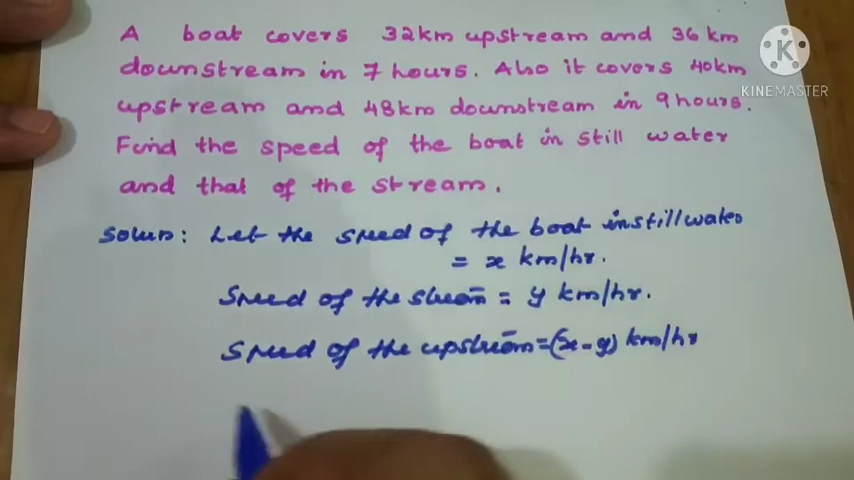 A boat covers 32km upstream and 36 km
downstream in 7 hours. Also it covers 40km
upstream and 48km downstream in 9 hours.
Find the speed of the boat in still water
and that of the stream.
Solun: Let the speed of the boat in still water
= x km/hr.
Speed of the stream = y km/hr.
Speed of the upstream = (x-y) km/hr
K
KINEMASTER